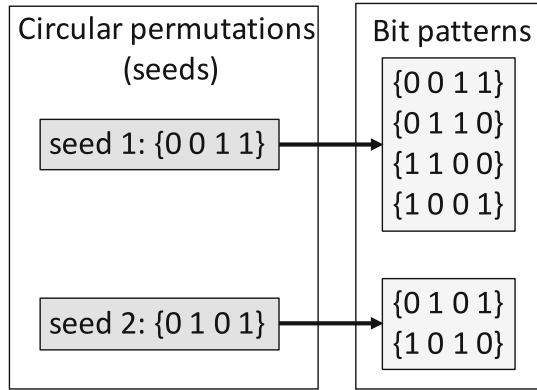 Circular permutations
(seeds)
seed 1: {0 0 1 1}
seed 2: {0 1 0 1}
Bit patterns
{0 0 1 1}
{0 1 1 0}
{1 1 0 0}
{1 0 0 1}
{0 1 0 1}
{1 0 1 0}